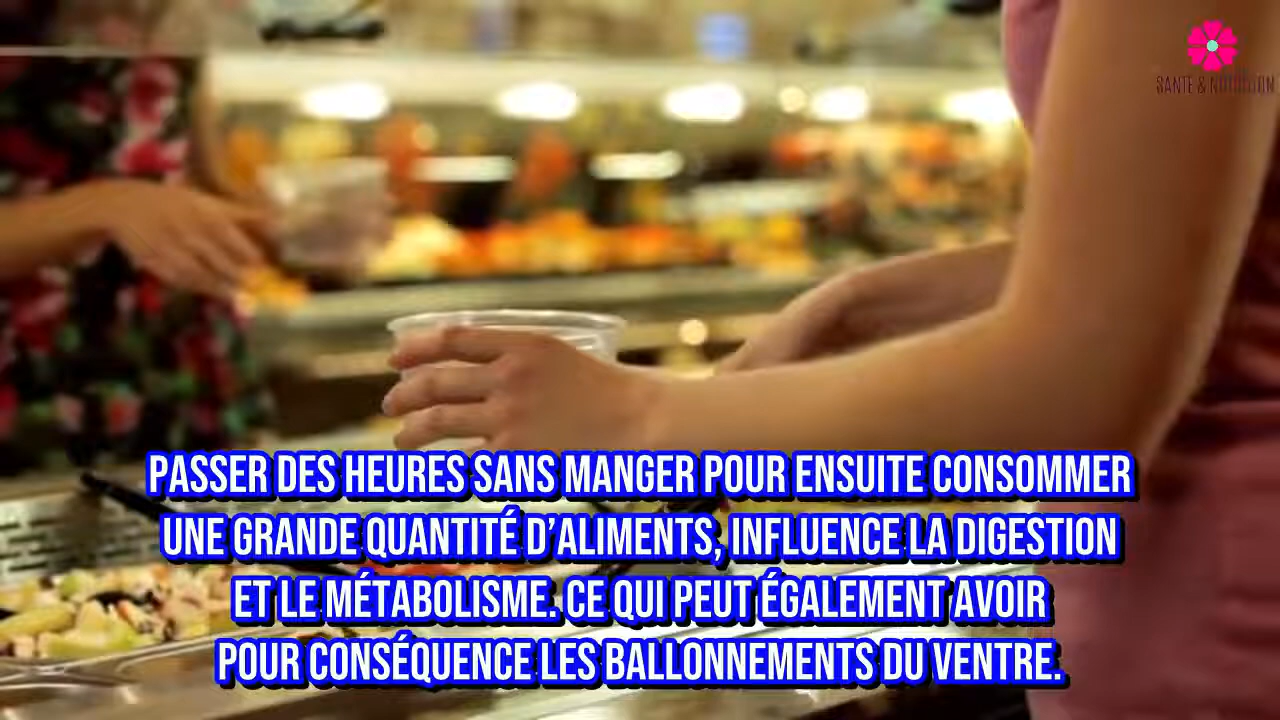 SANTE & NUTRITION
PASSER DES HEURES SANS MANGER POUR ENSUITE CONSOMMER
UNE GRANDE QUANTITÉ D’ALIMENTS, INFLUENCE LA DIGESTION
ET LE MÉTABOLISME. CE QUI PEUT ÉGALEMENT AVOIR
POUR CONSÉQUENCE LES BALLONNEMENTS DU VENTRE.